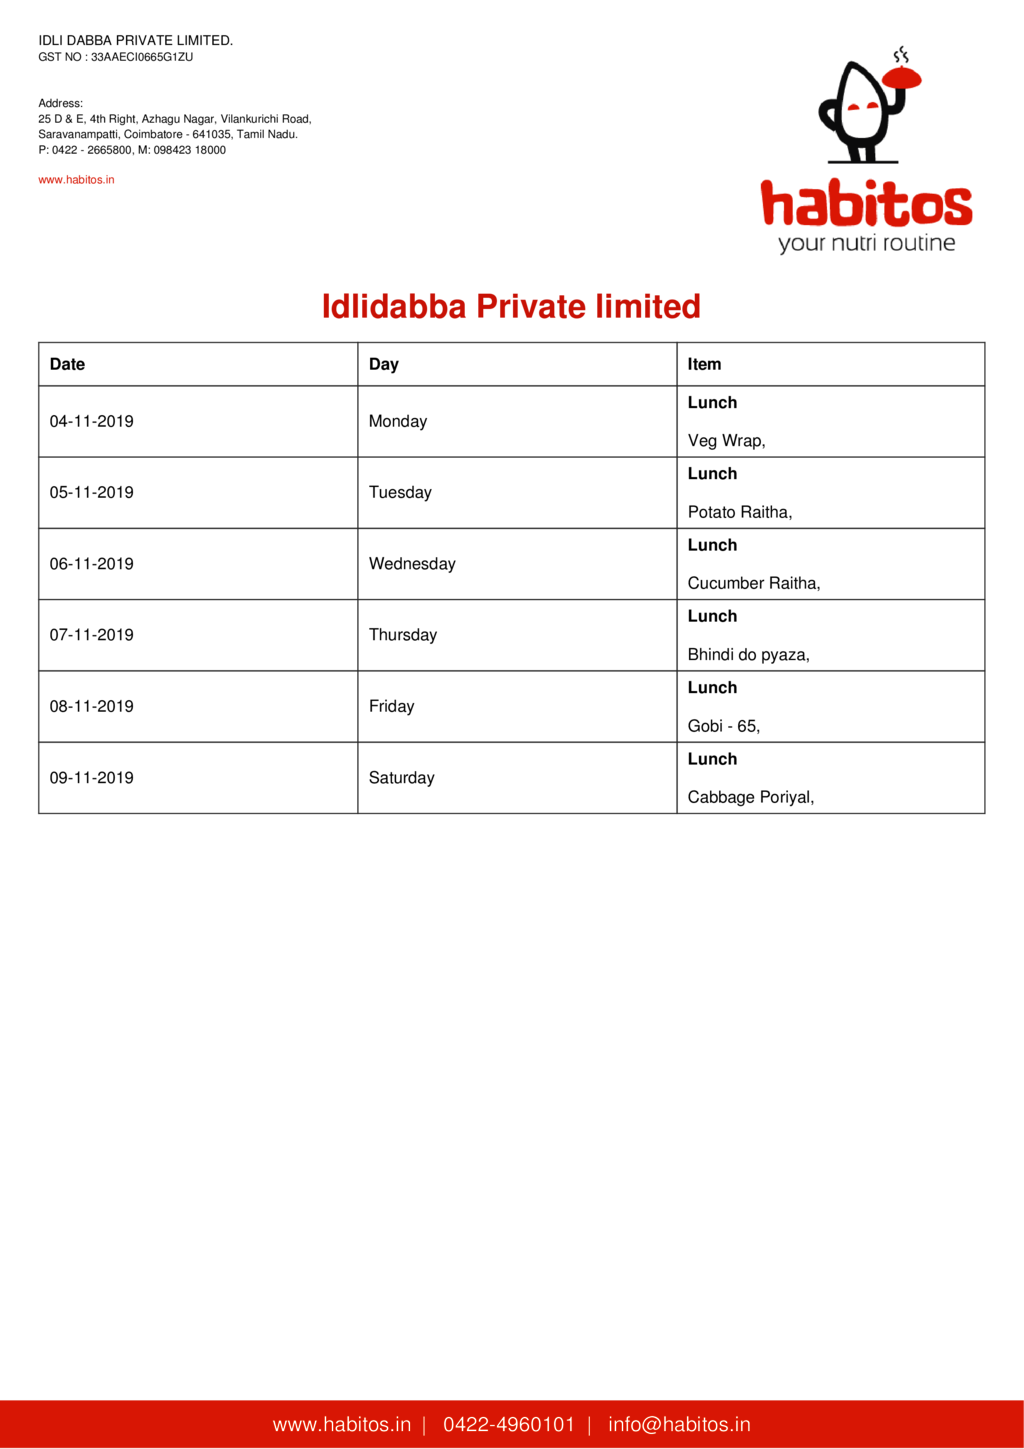 IDLI DABBA PRIVATE LIMITED.
GST NO : 33AAECI0665G1ZU
Address:
25 D & E, 4th Right, Azhagu Nagar, Vilankurichi Road,
Saravanampatti, Coimbatore - 641035, Tamil Nadu.
P: 0422 - 2665800, M: 098423 18000
www.habitos.in
habitos
your nutri routine
Idlidabba Private limited
Date Day Item
04-11-2019 Monday Lunch
Veg Wrap,
05-11-2019 Tuesday Lunch
Potato Raitha,
06-11-2019 Wednesday Lunch
Cucumber Raitha,
07-11-2019 Thursday Lunch
Bhindi do pyaza,
08-11-2019 Friday Lunch
Gobi - 65,
09-11-2019 Saturday Lunch
Cabbage Poriyal,
www.habitos.in | 0422-4960101 | info@habitos.in